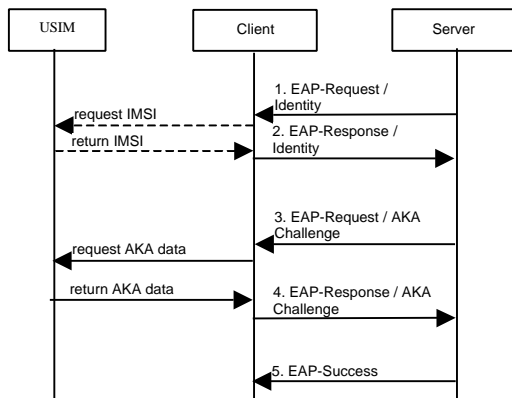 USIM
Client
Server
1. EAP-Request /
Identity
request IMSI
return IMSI
2. EAP-Response /
Identity
3. EAP-Request / AKA
Challenge
request AKA data
return AKA data
4. EAP-Response / AKA
Challenge
5. EAP-Success